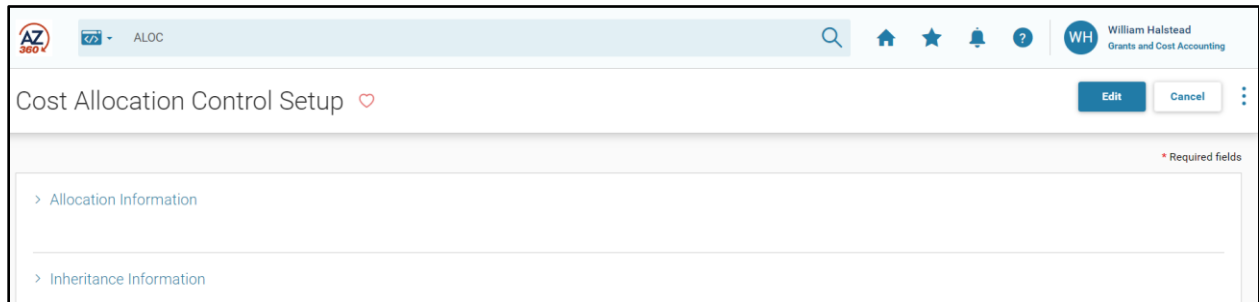 AZ
360
</>
ALOC
?
WH
William Halstead
Grants and Cost Accounting
Cost Allocation Control Setup
Edit
Cancel
* Required fields
> Allocation Information
> Inheritance Information